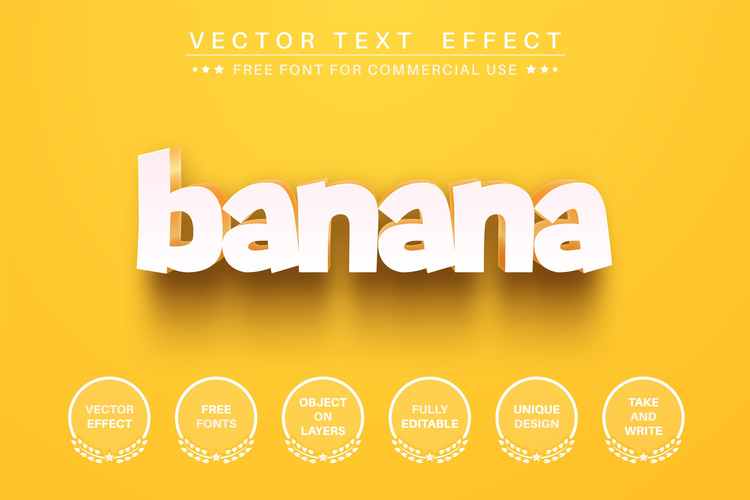 VECTOR TEXT EFFECT
FREE FONT FOR COMMERCIAL USE
banana
VECTOR
EFFECT
FREE
FONTS
OBJECT
ON
LAYERS
FULLY
EDITABLE
UNIQUE
DESIGN
TAKE
AND
WRITE